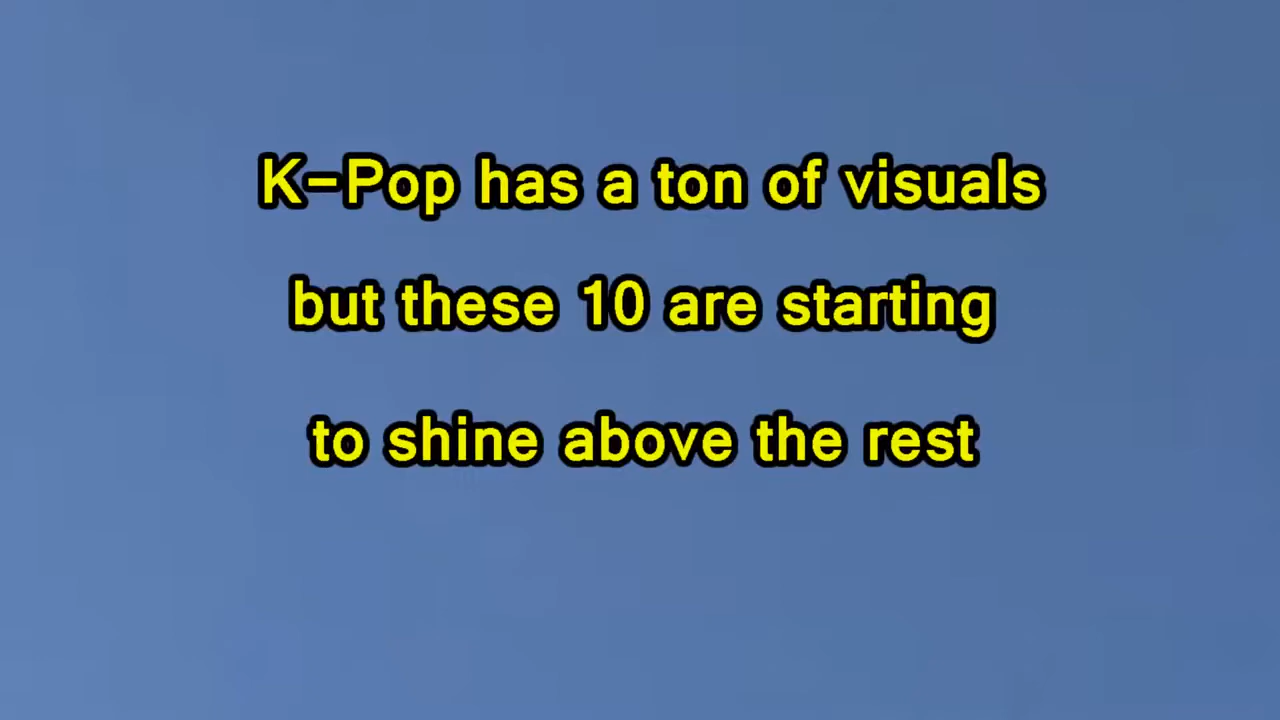 K-Pop has a ton of visuals
but these 10 are starting
to shine above the rest